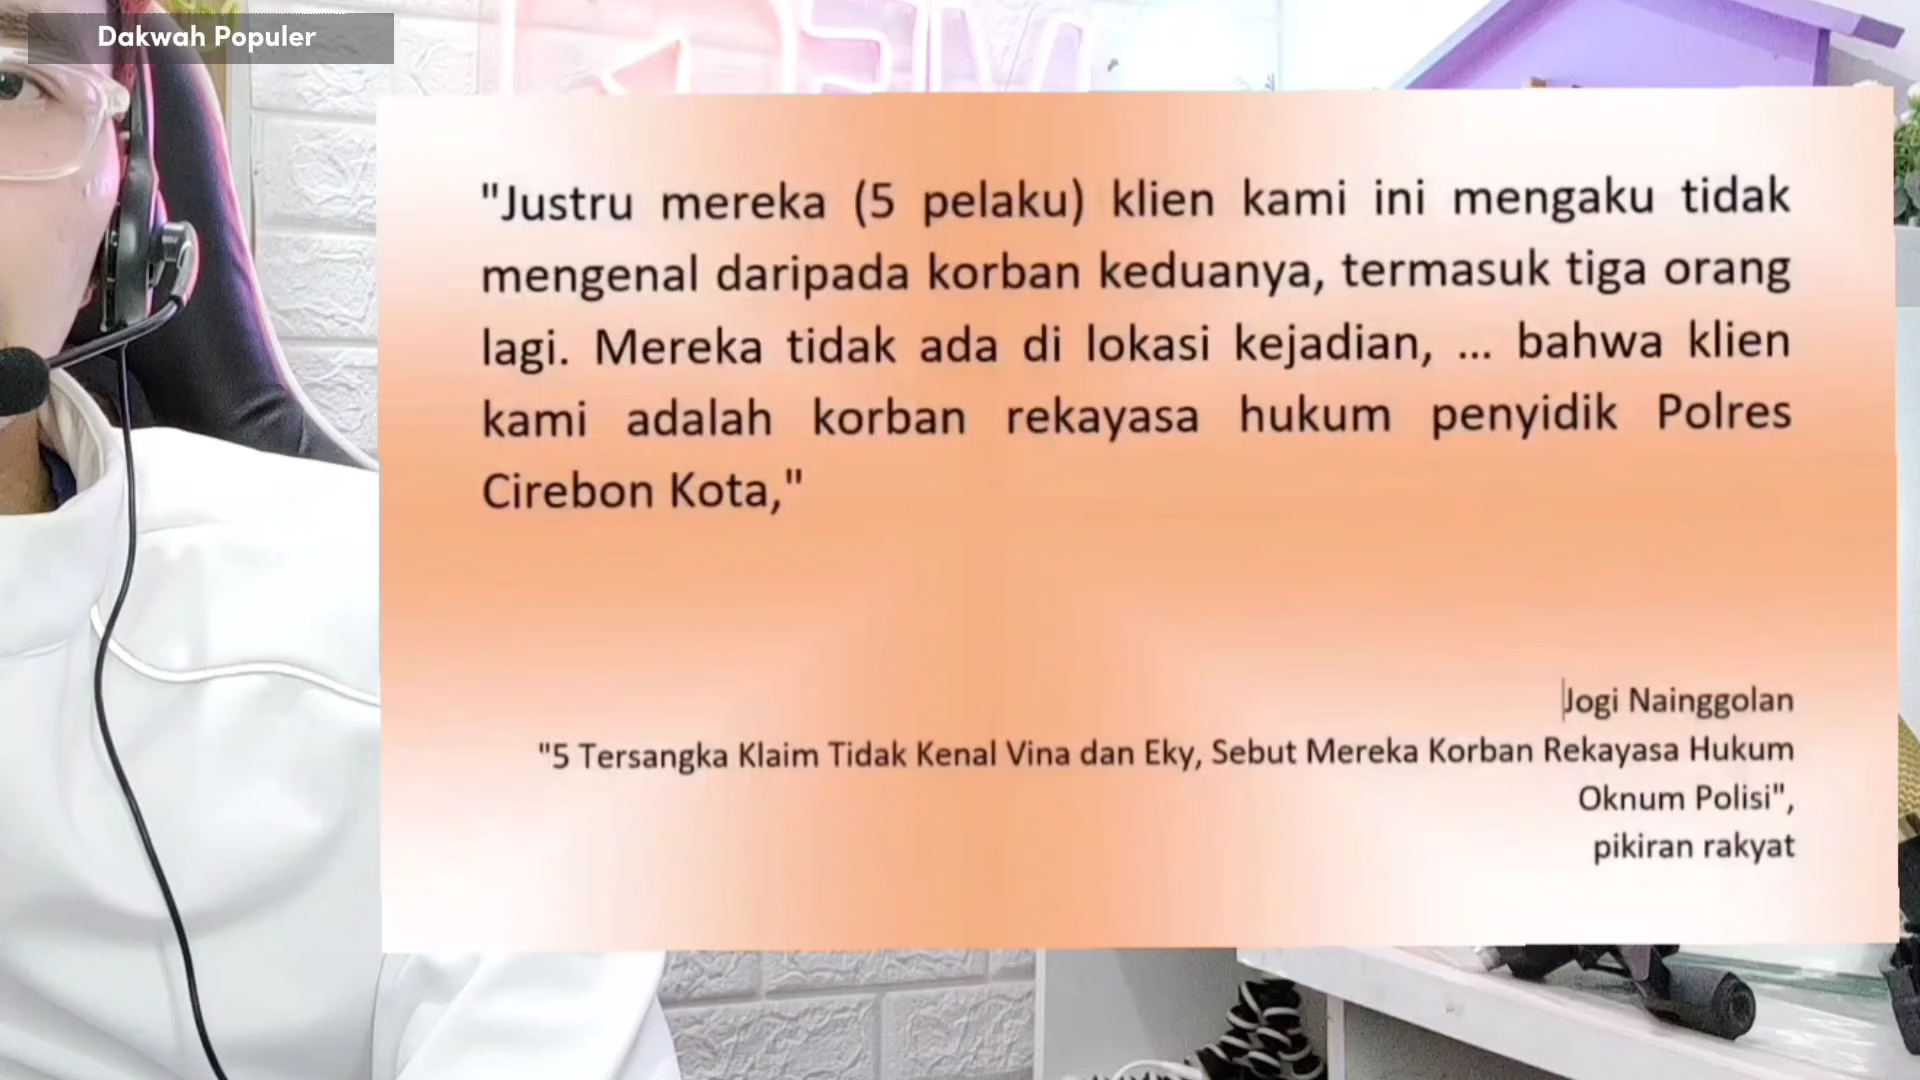 Dakwah Populer
"Justru mereka (5 pelaku) klien kami ini mengaku tidak
mengenal daripada korban keduanya, termasuk tiga orang
lagi. Mereka tidak ada di lokasi kejadian, ... bahwa klien
kami adalah korban rekayasa hukum penyidik Polres
Cirebon Kota,"
Jogi Nainggolan
"5 Tersangka Klaim Tidak Kenal Vina dan Eky, Sebut Mereka Korban Rekayasa Hukum
Oknum Polisi",
pikiran rakyat